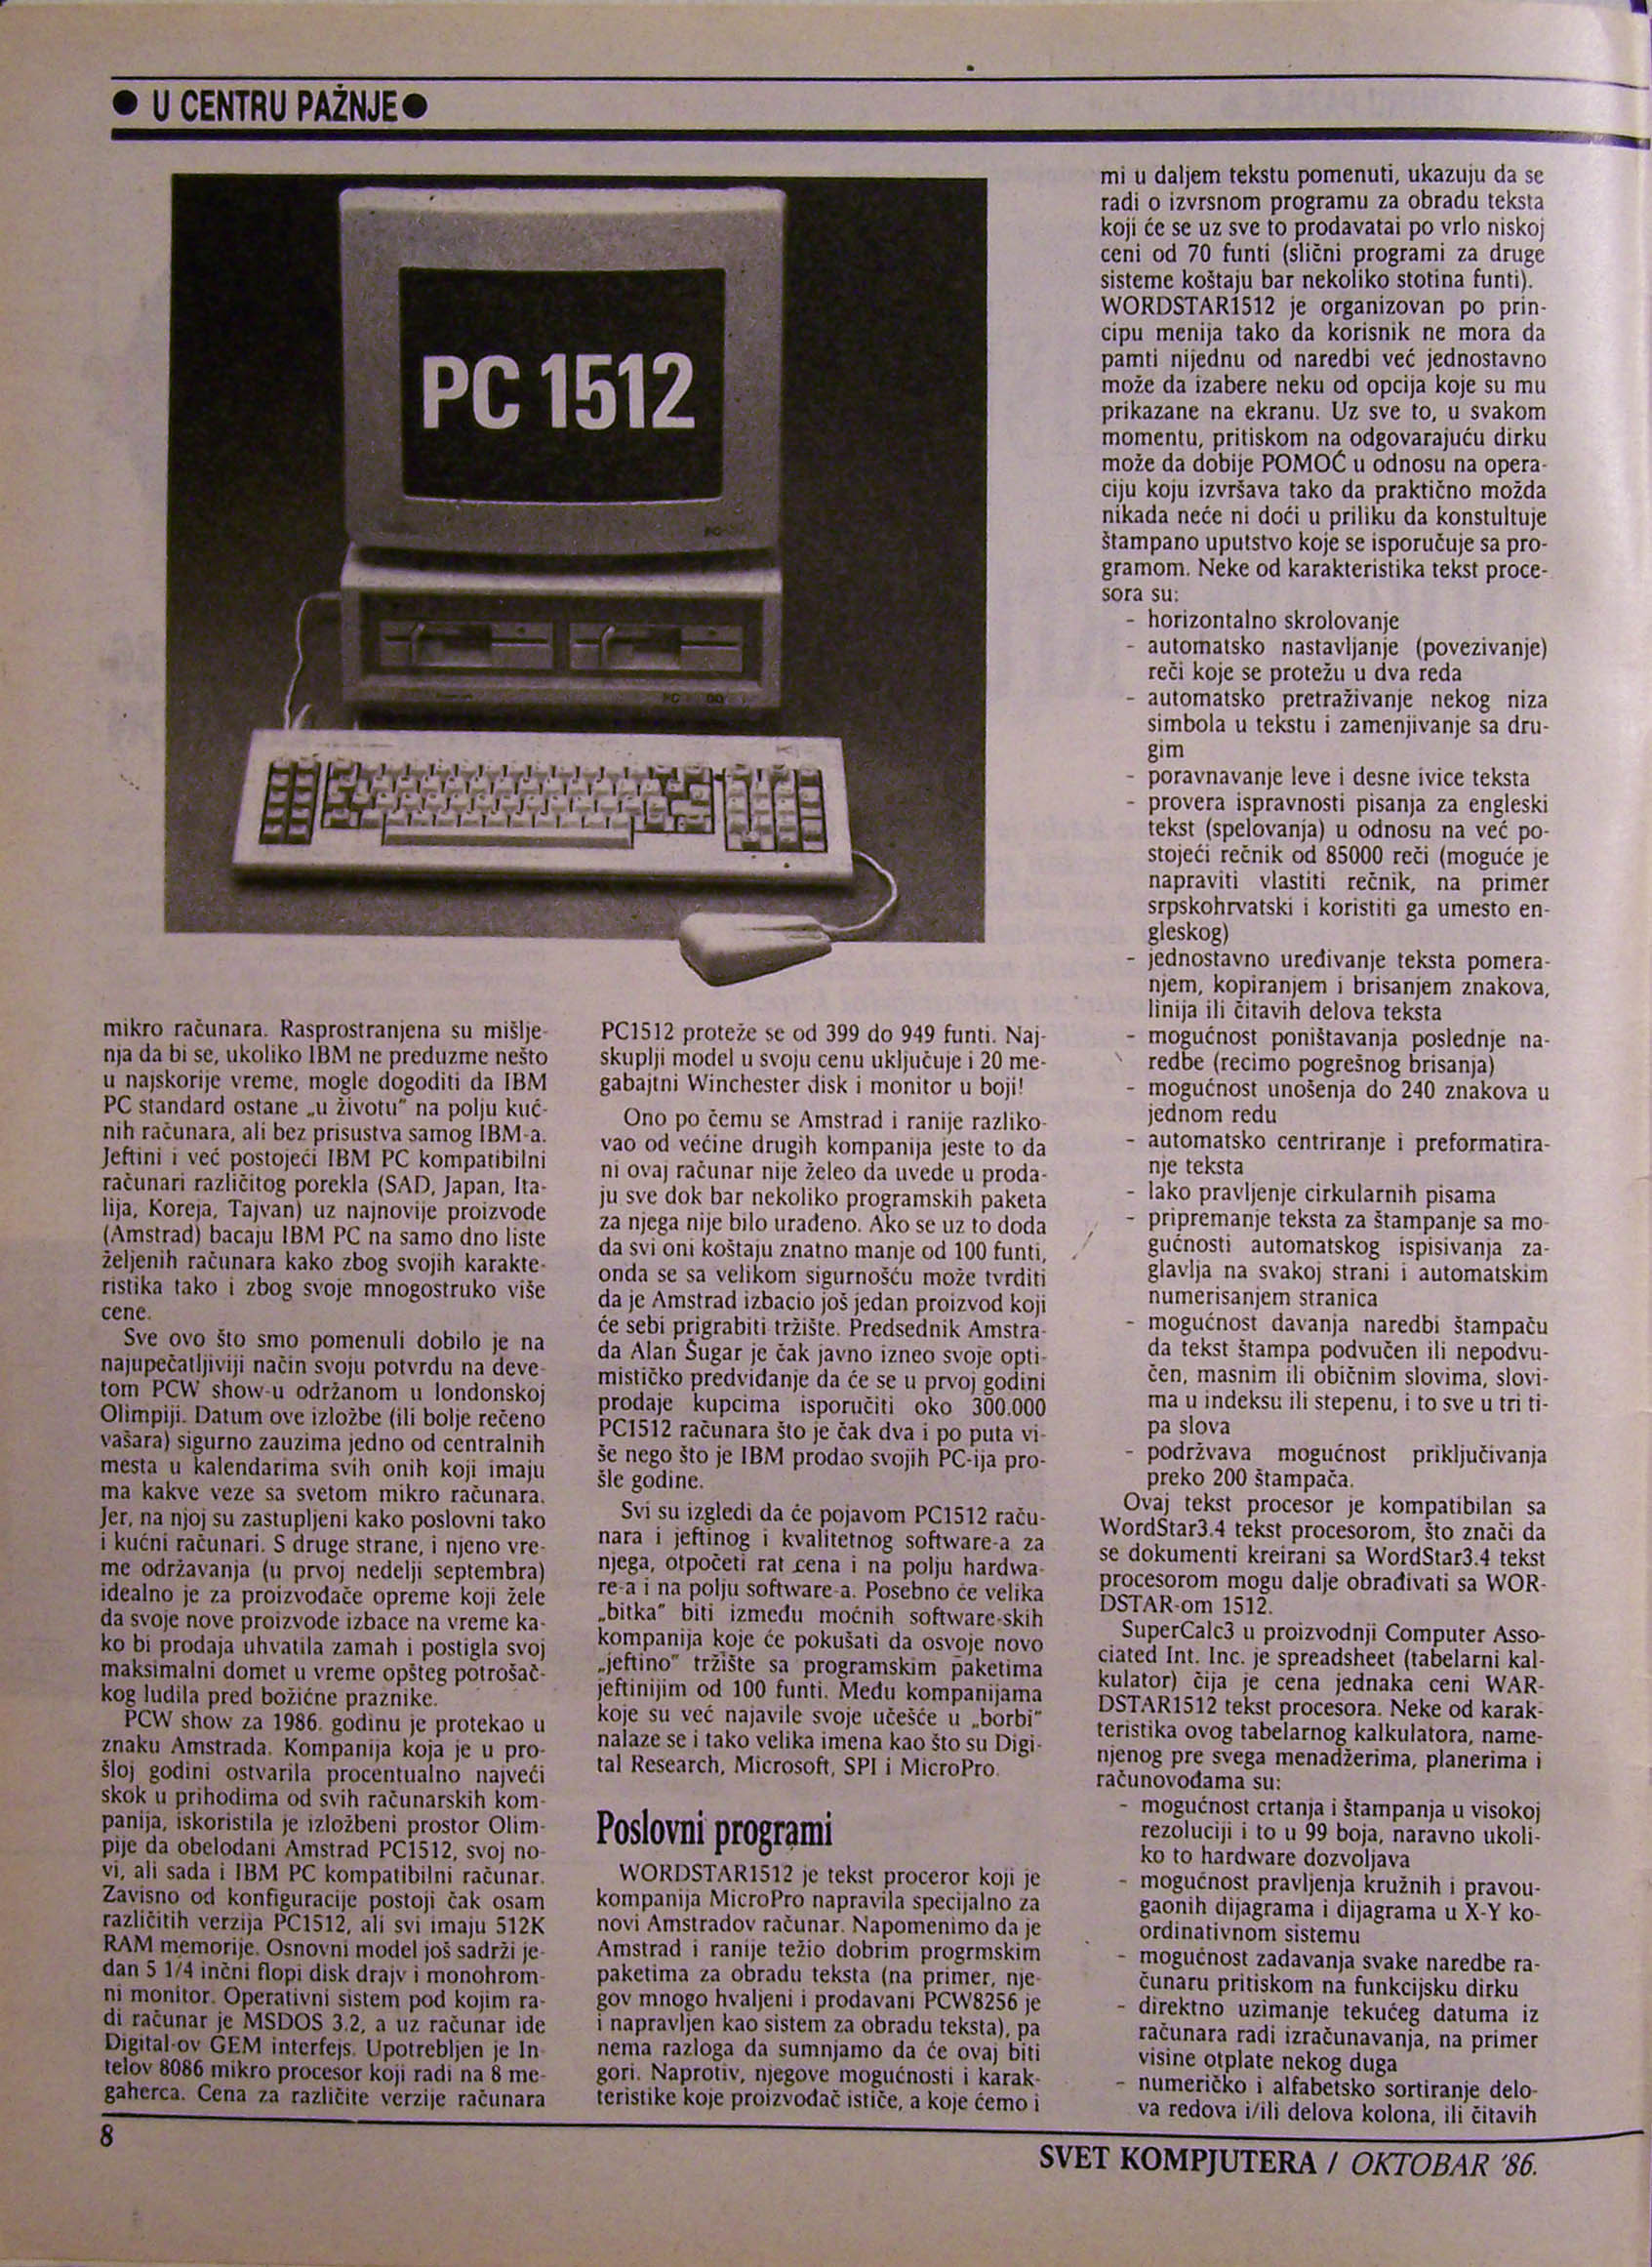 ● U CENTRU PAŽNJE ●
PC 1512
mikro računara. Rasprostranjena su mišlje-
nja da bi se, ukoliko IBM ne preduzme nešto
u najskorije vreme, mogle dogoditi da IBM
PC standard ostane „u životu" na polju kuć-
nih računara, ali bez prisustva samog IBM-a.
Jeftini i već postojeći IBM PC kompatibilni
računari različitog porekla (SAD, Japan, Ita-
lija, Koreja, Tajvan) uz najnovije proizvode
(Amstrad) bacaju IBM PC na samo dno liste
željenih računara kako zbog svojih karakte-
ristika tako i zbog svoje mnogostruko više
cene.
Sve ovo što smo pomenuli dobilo je na
najupečatljiviji način svoju potvrdu na deve-
tom PCW show-u održanom u londonskoj
Olimpiji. Datum ove izložbe (ili bolje rečeno
vašara) sigurno zauzima jedno od centralnih
mesta u kalendarima svih onih koji imaju
ma kakve veze sa svetom mikro računara.
Jer, na njoj su zastupljeni kako poslovni tako
i kućni računari. S druge strane, i njeno vre-
me održavanja (u prvoj nedelji septembra)
idealno je za proizvođače opreme koji žele
da svoje nove proizvode izbace na vreme ka-
ko bi prodaja uhvatila zamah i postigla svoj
maksimalni domet u vreme opšteg potrošač-
kog ludila pred božićne praznike.
PCW show za 1986. godinu je protekao u
znaku Amstrada. Kompanija koja je u pro-
šloj godini ostvarila procentualno najveći
skok u prihodima od svih računarskih kom-
panija, iskoristila je izložbeni prostor Olim-
pije da obelodani Amstrad PC1512, svoj no-
vi, ali sada i IBM PC kompatibilni računar.
Zavisno od konfiguracije postoji čak osam
različitih verzija PC1512, ali svi imaju 512K
RAM memorije. Osnovni model još sadrži je-
dan 5 1/4 inčni flopi disk drajv i monohrom-
ni monitor. Operativni sistem pod kojim ra-
di računar je MSDOS 3.2, a uz računar ide
Digital-ov GEM interfejs. Upotrebljen je In-
telov 8086 mikro procesor koji radi na 8 me-
gaherca. Cena za različite verzije računara
PC1512 proteže se od 399 do 949 funti. Naj-
skuplji model u svoju cenu uključuje i 20 me-
gabajtni Winchester disk i monitor u boji!
Ono po čemu se Amstrad i ranije razliko-
vao od većine drugih kompanija jeste to da
ni ovaj računar nije želeo da uvede u proda-
ju sve dok bar nekoliko programskih paketa
za njega nije bilo urađeno. Ako se uz to doda
da svi oni koštaju znatno manje od 100 funti,
onda se sa velikom sigurnošću može tvrditi
da je Amstrad izbacio još jedan proizvod koji
će sebi prigrabiti tržište. Predsednik Amstra-
da Alan Šugar je čak javno izneo svoje opti-
mističko predviđanje da će se u prvoj godini
prodaje kupcima isporučiti oko 300.000
PC1512 računara što je čak dva i po puta vi-
še nego što je IBM prodao svojih PC-ija pro-
šle godine.
Svi su izgledi da će pojavom PC1512 raču-
nara i jeftinog i kvalitetnog software-a za
njega, otpočeti rat cena i na polju hardwa-
re-a i na polju software-a. Posebno će velika
„bitka" biti između moćnih software-skih
kompanija koje će pokušati da osvoje novo
„jeftino" tržište sa programskim paketima
jeftinijim od 100 funti. Među kompanijama
koje su već najavile svoje učešće u „borbi"
nalaze se i tako velika imena kao što su Digi-
tal Research, Microsoft, SPI i MicroPro.
Poslovni programi
WORDSTAR1512 je tekst proceror koji je
kompanija MicroPro napravila specijalno za
novi Amstradov računar. Napomenimo da je
Amstrad i ranije težio dobrim progrmskim
paketima za obradu teksta (na primer, nje-
gov mnogo hvaljeni i prodavani PCW8256 je
i napravljen kao sistem za obradu teksta), pa
nema razloga da sumnjamo da će ovaj biti
gori. Naprotiv, njegove mogućnosti i karak-
teristike koje proizvođač ističe, a koje ćemo i
mi u daljem tekstu pomenuti, ukazuju da se
radi o izvrsnom programu za obradu teksta
koji će se uz sve to prodavatai po vrlo niskoj
ceni od 70 funti (slični programi za druge
sisteme koštaju bar nekoliko stotina funti).
WORDSTAR1512 je organizovan po prin-
cipu menija tako da korisnik ne mora da
pamti nijednu od naredbi već jednostavno
može da izabere neku od opcija koje su mu
prikazane na ekranu. Uz sve to, u svakom
momentu, pritiskom na odgovarajuću dirku
može da dobije POMOĆ u odnosu na opera-
ciju koju izvršava tako da praktično možda
nikada neće ni doći u priliku da konstultuje
štampano uputstvo koje se isporučuje sa pro-
gramom. Neke od karakteristika tekst proce-
sora su:
- horizontalno skrolovanje
- automatsko nastavljanje (povezivanje)
reči koje se protežu u dva reda
- automatsko pretraživanje nekog niza
simbola u tekstu i zamenjivanje sa dru-
gim
- poravnavanje leve i desne ivice teksta
- provera ispravnosti pisanja za engleski
tekst (spelovanja) u odnosu na već po-
stojeći rečnik od 85000 reči (moguće je
napraviti vlastiti rečnik, na primer
srpskohrvatski i koristiti ga umesto en-
gleskog)
- jednostavno uređivanje teksta pomera-
njem, kopiranjem i brisanjem znakova,
linija ili čitavih delova teksta
- mogućnost poništavanja poslednje na-
redbe (recimo pogrešnog brisanja)
- mogućnost unošenja do 240 znakova u
jednom redu
- automatsko centriranje i preformatira-
nje teksta
- lako pravljenje cirkularnih pisama
- pripremanje teksta za štampanje sa mo-
gućnosti automatskog ispisivanja za-
glavlja na svakoj strani i automatskim
numerisanjem stranica
- mogućnost davanja naredbi štampaču
da tekst štampa podvučen ili nepodvu-
čen, masnim ili običnim slovima, slovi-
ma u indeksu ili stepenu, i to sve u tri ti-
pa slova
- podržvava mogućnost priključivanja
preko 200 štampača.
Ovaj tekst procesor je kompatibilan sa
WordStar3.4 tekst procesorom, što znači da
se dokumenti kreirani sa WordStar3.4 tekst
procesorom mogu dalje obrađivati sa WOR-
DSTAR-om 1512.
SuperCalc3 u proizvodnji Computer Asso-
ciated Int. Inc. je spreadsheet (tabelarni kal-
kulator) čija je cena jednaka ceni WAR-
DSTAR1512 tekst procesora. Neke od karak-
teristika ovog tabelarnog kalkulatora, name-
njenog pre svega menadžerima, planerima i
računovođama su:
- mogućnost crtanja i štampanja u visokoj
rezoluciji i to u 99 boja, naravno ukoli-
ko to hardware dozvoljava
- mogućnost pravljenja kružnih i pravou-
gaonih dijagrama i dijagrama u X-Y ko-
ordinativnom sistemu
- mogućnost zadavanja svake naredbe ra-
čunaru pritiskom na funkcijsku dirku
- direktno uzimanje tekućeg datuma iz
računara radi izračunavanja, na primer
visine otplate nekog duga
- numeričko i alfabetsko sortiranje delo-
va redova i/ili delova kolona, ili čitavih
8
SVET KOMPJUTERA / OKTOBAR '86.